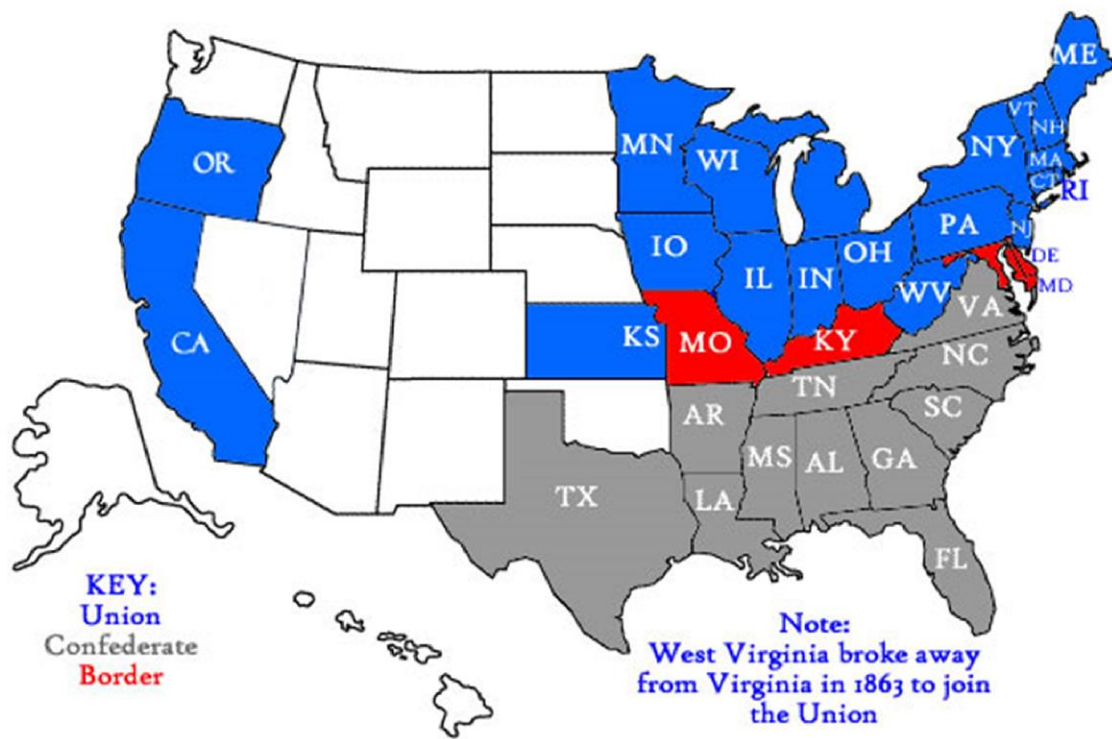 ME
VT
NH
MN
WI
NY
MA
CT
RI
OR
PA
NJ
IO
OH
DE
IL
IN
WV
MD
VA
CA
KS
MO
KY
NC
TN
SC
AR
MS
AL
GA
TX
LA
FL
KEY:
Union
Confederate
Border
Note:
West Virginia broke away
from Virginia in 1863 to join
the Union